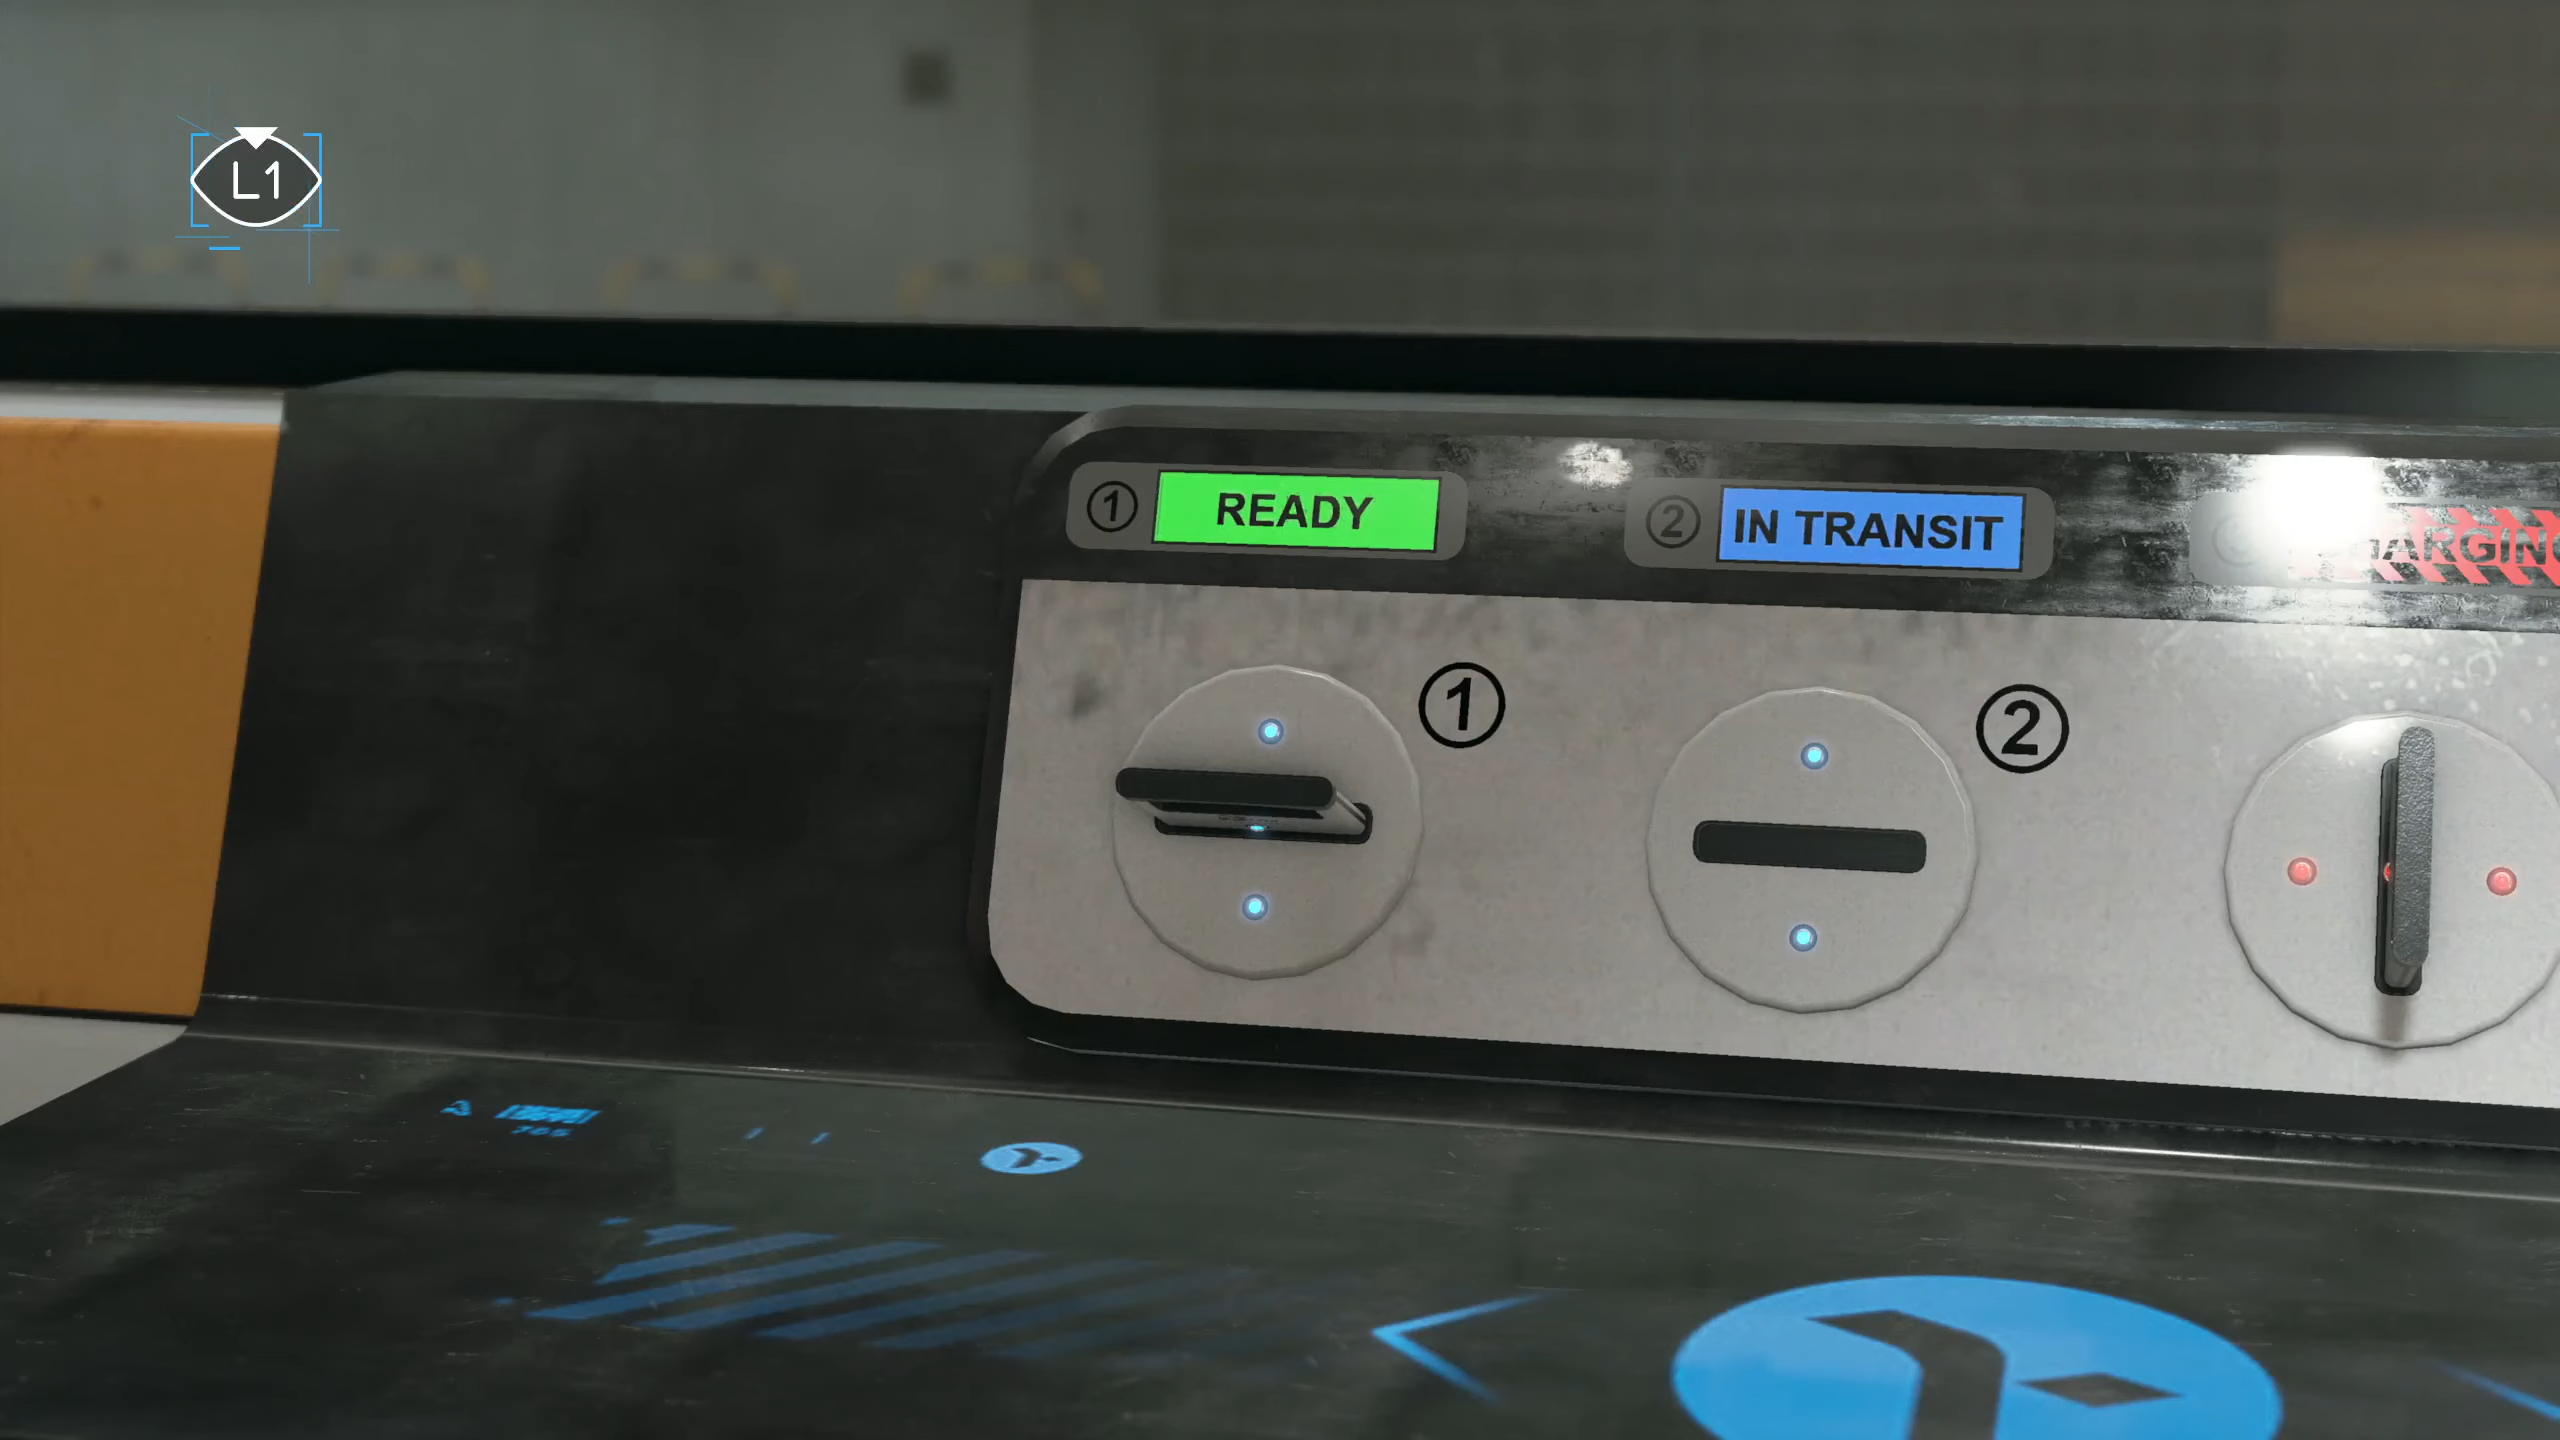 L1
① READY
② IN TRANSIT
①
②